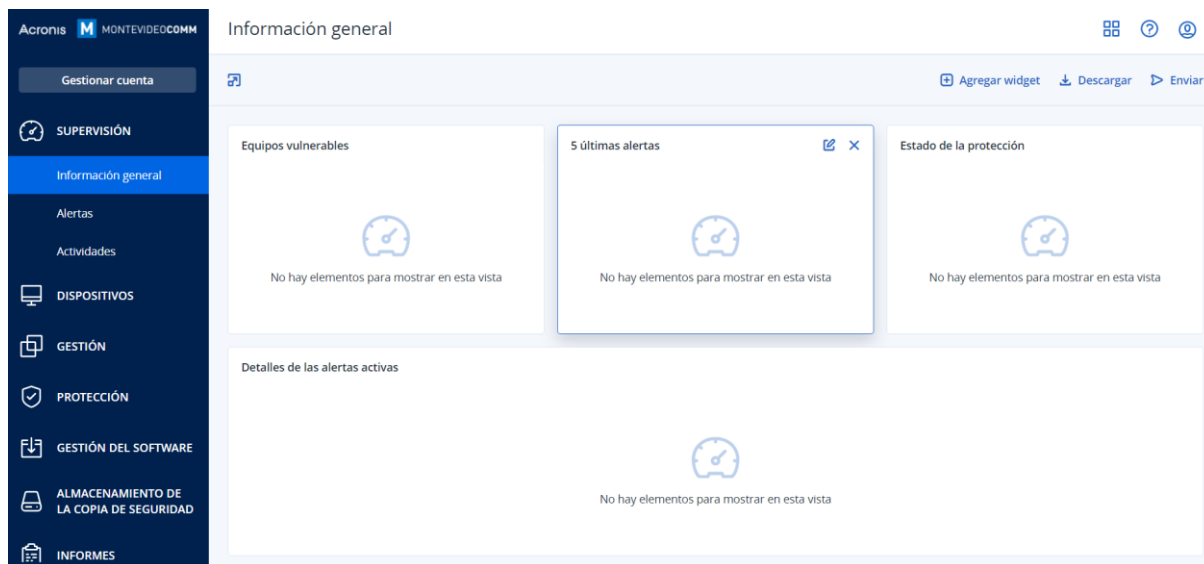 Acronis M MONTEVIDEOCOMM
Información general
Gestionar cuenta
Agregar widget Descargar Enviar
SUPERVISIÓN
Información general
Alertas
Actividades
DISPOSITIVOS
GESTIÓN
PROTECCIÓN
GESTIÓN DEL SOFTWARE
ALMACENAMIENTO DE
LA COPIA DE SEGURIDAD
INFORMES
Equipos vulnerables
No hay elementos para mostrar en esta vista
5 últimas alertas
No hay elementos para mostrar en esta vista
Estado de la protección
No hay elementos para mostrar en esta vista
Detalles de las alertas activas
No hay elementos para mostrar en esta vista